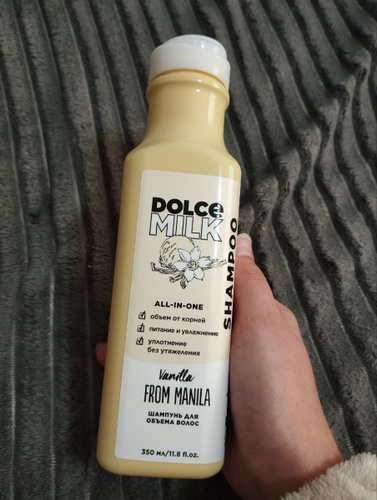 DOLCE
MILK
ALL-IN-ONE
объем от корней
питание и увлажнение
уплотнение
без утяжеления
Vanilla
FROM MANILA
ШАМПУНЬ ДЛЯ
ОБЪЕМА ВОЛОС
350 мл/11.8 fl.oz.
SHAMPOO